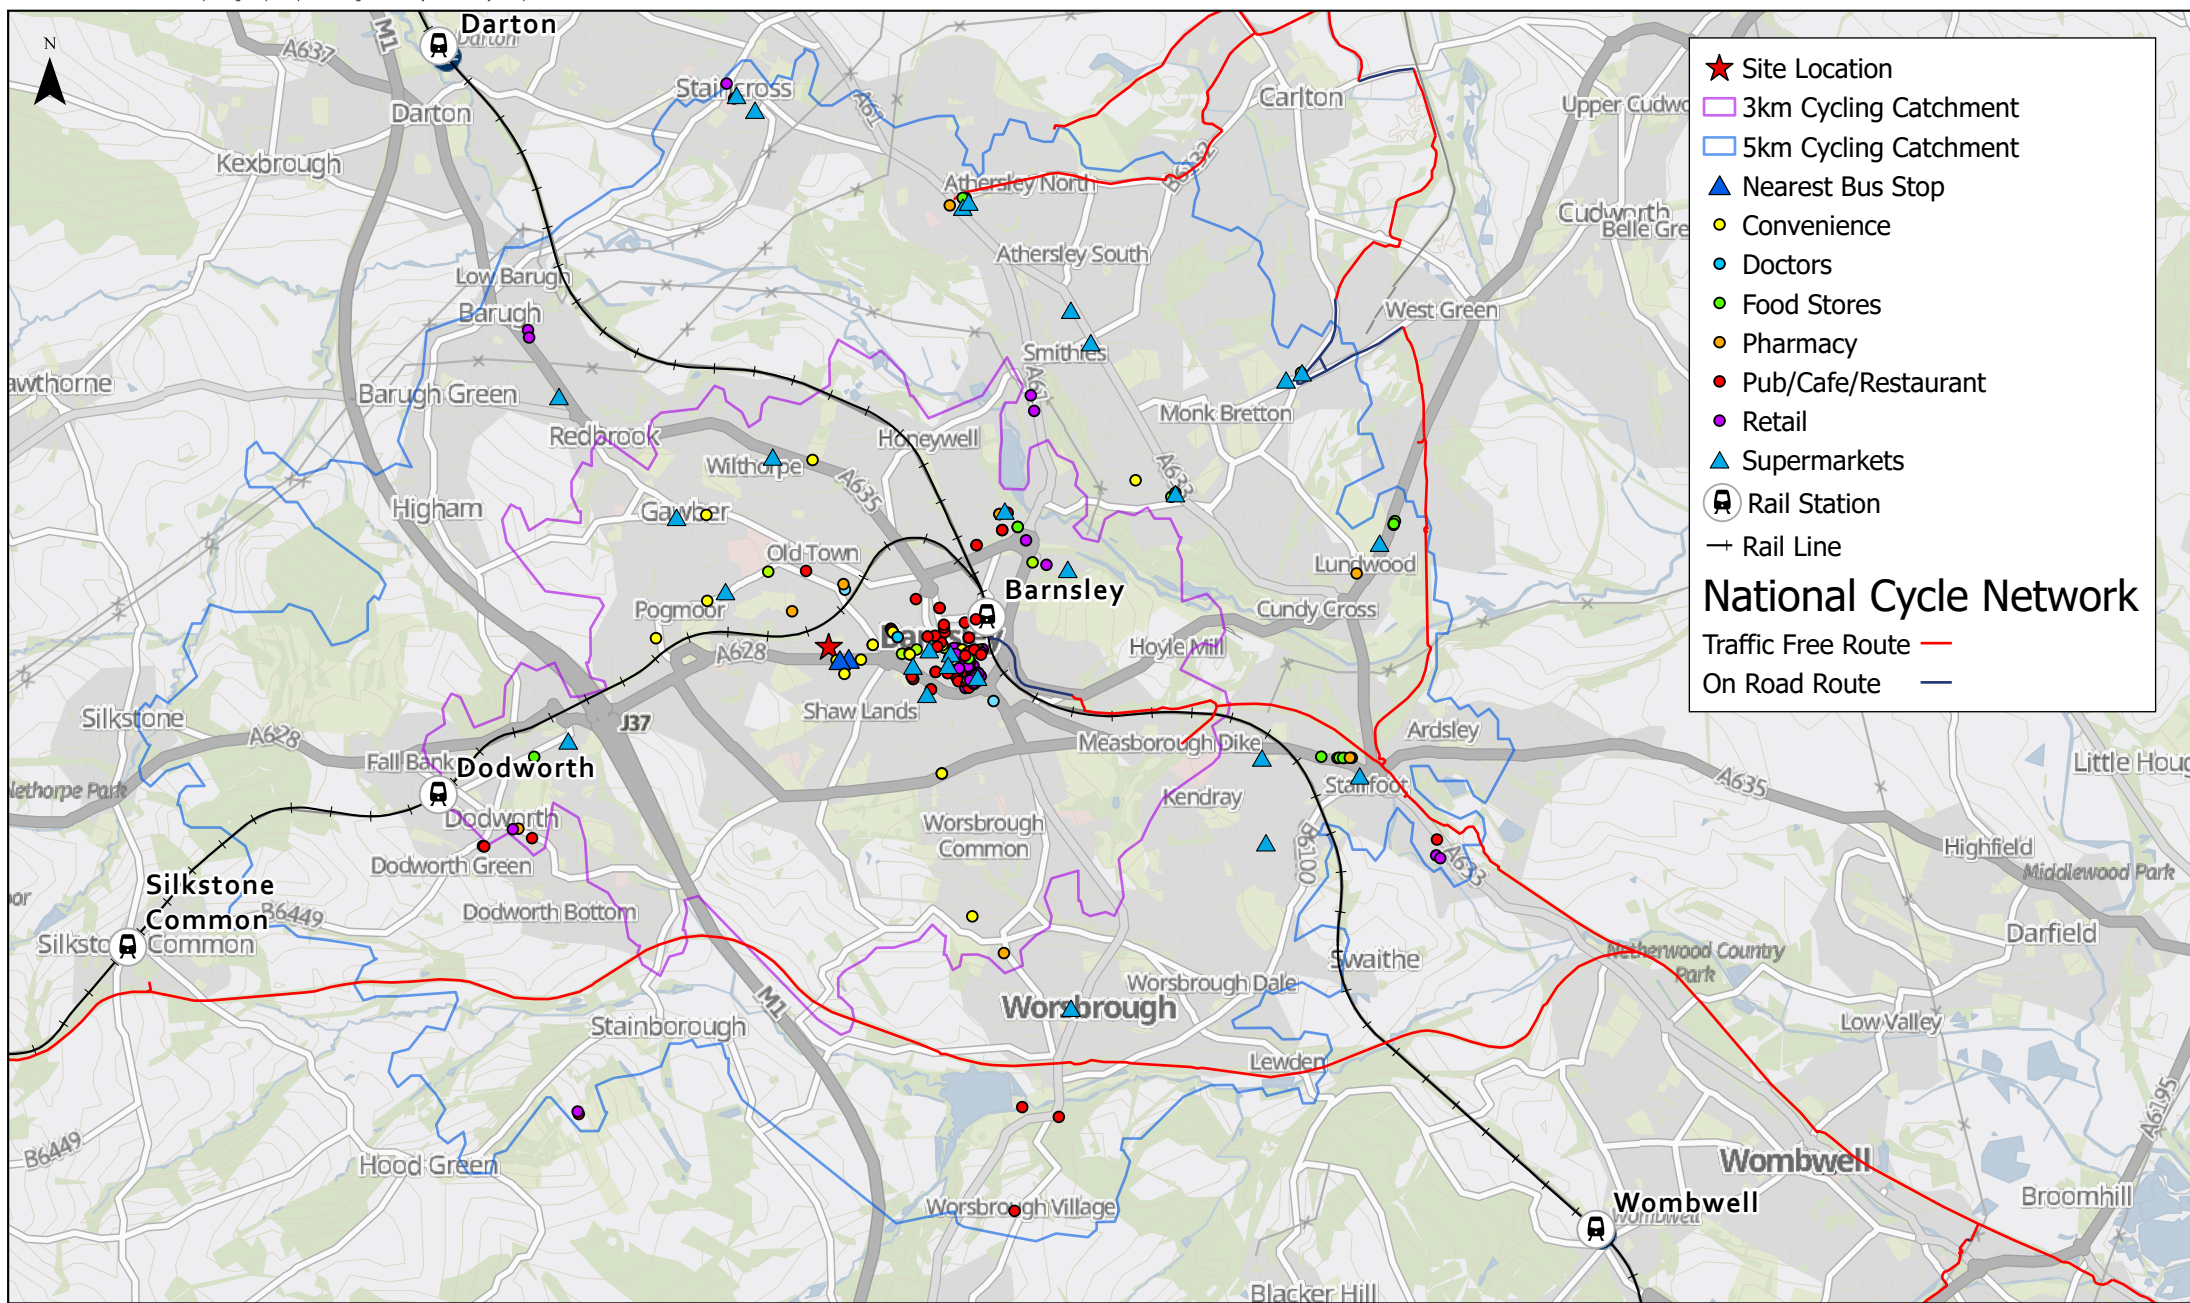 Darton
Darton
M1
A637
N
Staincross
A61
Carlton
Upper Cudwo
Darton
Kexbrough
B6132
Athersley North
Cudworth
Belle Gre
Athersley South
Low Barugh
Barugh
West Green
Smithies
A61
awthorne
Barugh Green
Monk Bretton
Redbrook
Honeywell
Wilthorpe
A635
A633
Higham
Gawber
Old Town
Lundwood
Barnsley
Pogmoor
Cundy Cross
Barnsley
Hoyle Mill
A628
Silkstone
Shaw Lands
J37
A628
Ardsley
Measborough Dike
Fall Bank
Dodworth
Little Houg
A635
Nethorpe Park
Stairfoot
Kendray
Dodworth
Worsbrough
Common
B6100
A633
Highfield
Dodworth Green
Middlewood Park
Silkstone
Common
B6449
Dodworth Bottom
Darfield
Silkstone Common
Netherwood Country
Park
Swaithe
Worsbrough Dale
M1
Worsbrough
Stainborough
Low Valley
Lewden
A6195
B6449
Hood Green
Wombwell
Worsbrough Village
Wombwell
Wombwell
Broomhill
Blacker Hill
Site Location
3km Cycling Catchment
5km Cycling Catchment
Nearest Bus Stop
Convenience
Doctors
Food Stores
Pharmacy
Pub/Cafe/Restaurant
Retail
Supermarkets
Rail Station
Rail Line
National Cycle Network
Traffic Free Route
On Road Route